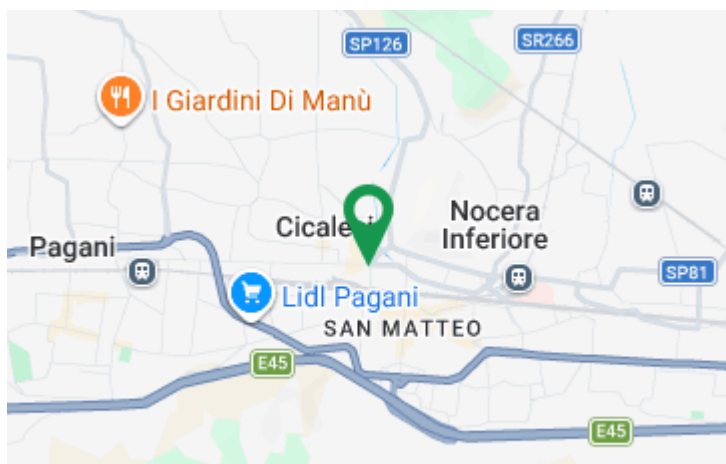 SP126
SR266
I Giardini Di Manù
Nocera
Inferiore
Pagani
SP81
Lidl Pagani
SAN MATTEO
E45
E45